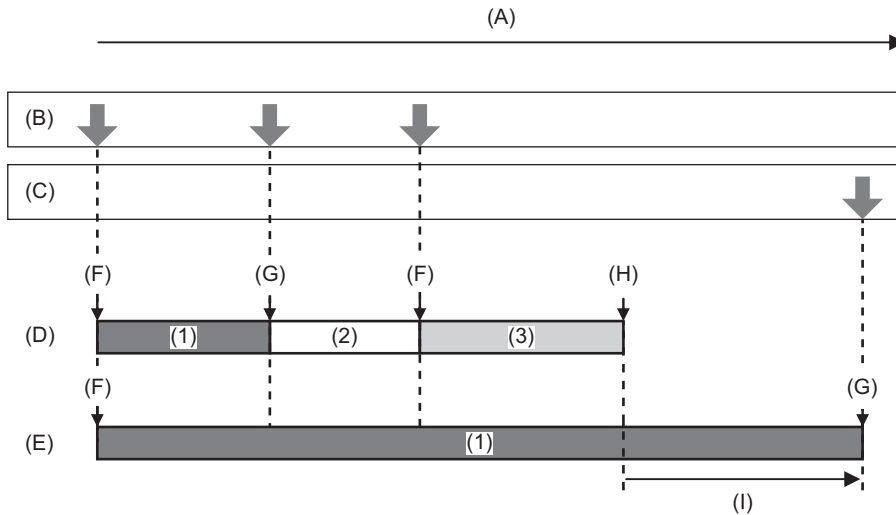 (A)
(B)
(C)
(F) (G) (F) (H)
(D) (1) (2) (3)
(F) (G)
(E) (1)
(I)